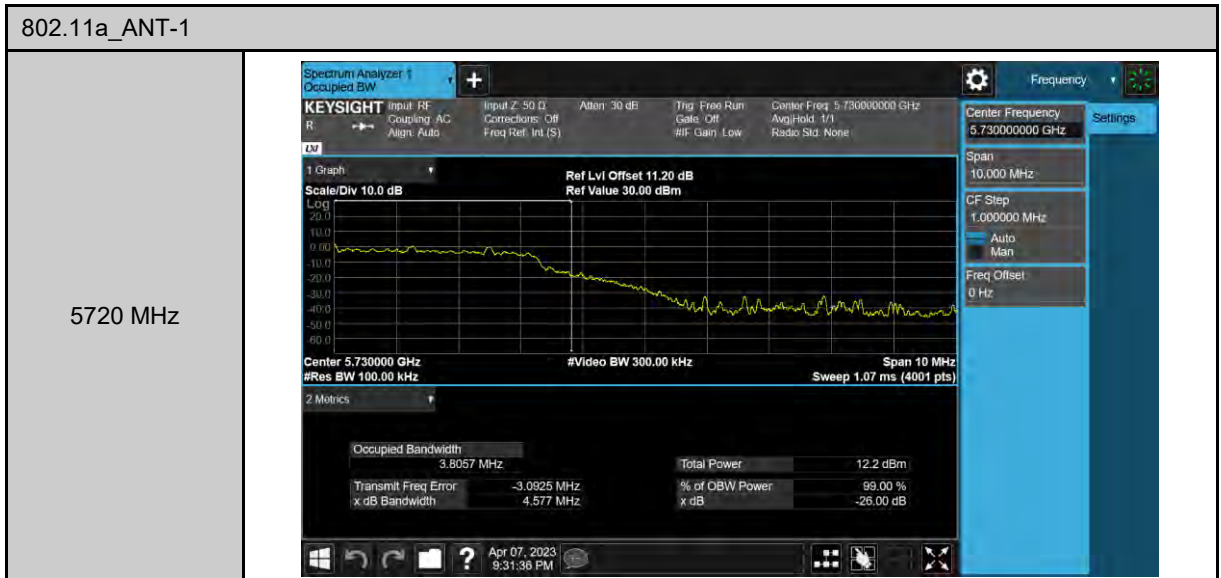 802.11a_ANT-1
5720 MHz
Spectrum Analyzer 1
Occupied BW
+
Frequency
KEYSIGHT
R
LXI
Input: RF
Coupling: AC
Align: Auto
Input Z: 50 Ω
Corrections: Off
Freq Ref: Int (S)
Atten: 30 dB
Trig: Free Run
Gate: Off
#IF Gain: Low
Center Freq: 5.730000000 GHz
Avg|Hold: 1/1
Radio Std: None
Center Frequency
5.730000000 GHz
Settings
Span
10.000 MHz
CF Step
1.000000 MHz
Auto
Man
Freq Offset
0 Hz
1 Graph
Scale/Div 10.0 dB
Ref Lvl Offset 11.20 dB
Ref Value 30.00 dBm
Log
20.0
10.0
0.00
-10.0
-20.0
-30.0
-40.0
-50.0
-60.0
Center 5.730000 GHz
#Res BW 100.00 kHz
#Video BW 300.00 kHz
Span 10 MHz
Sweep 1.07 ms (4001 pts)
2 Metrics
Occupied Bandwidth
3.8057 MHz
Total Power 12.2 dBm
Transmit Freq Error -3.0925 MHz
% of OBW Power 99.00 %
x dB Bandwidth 4.577 MHz
x dB -26.00 dB
?
Apr 07, 2023
9:31:36 PM